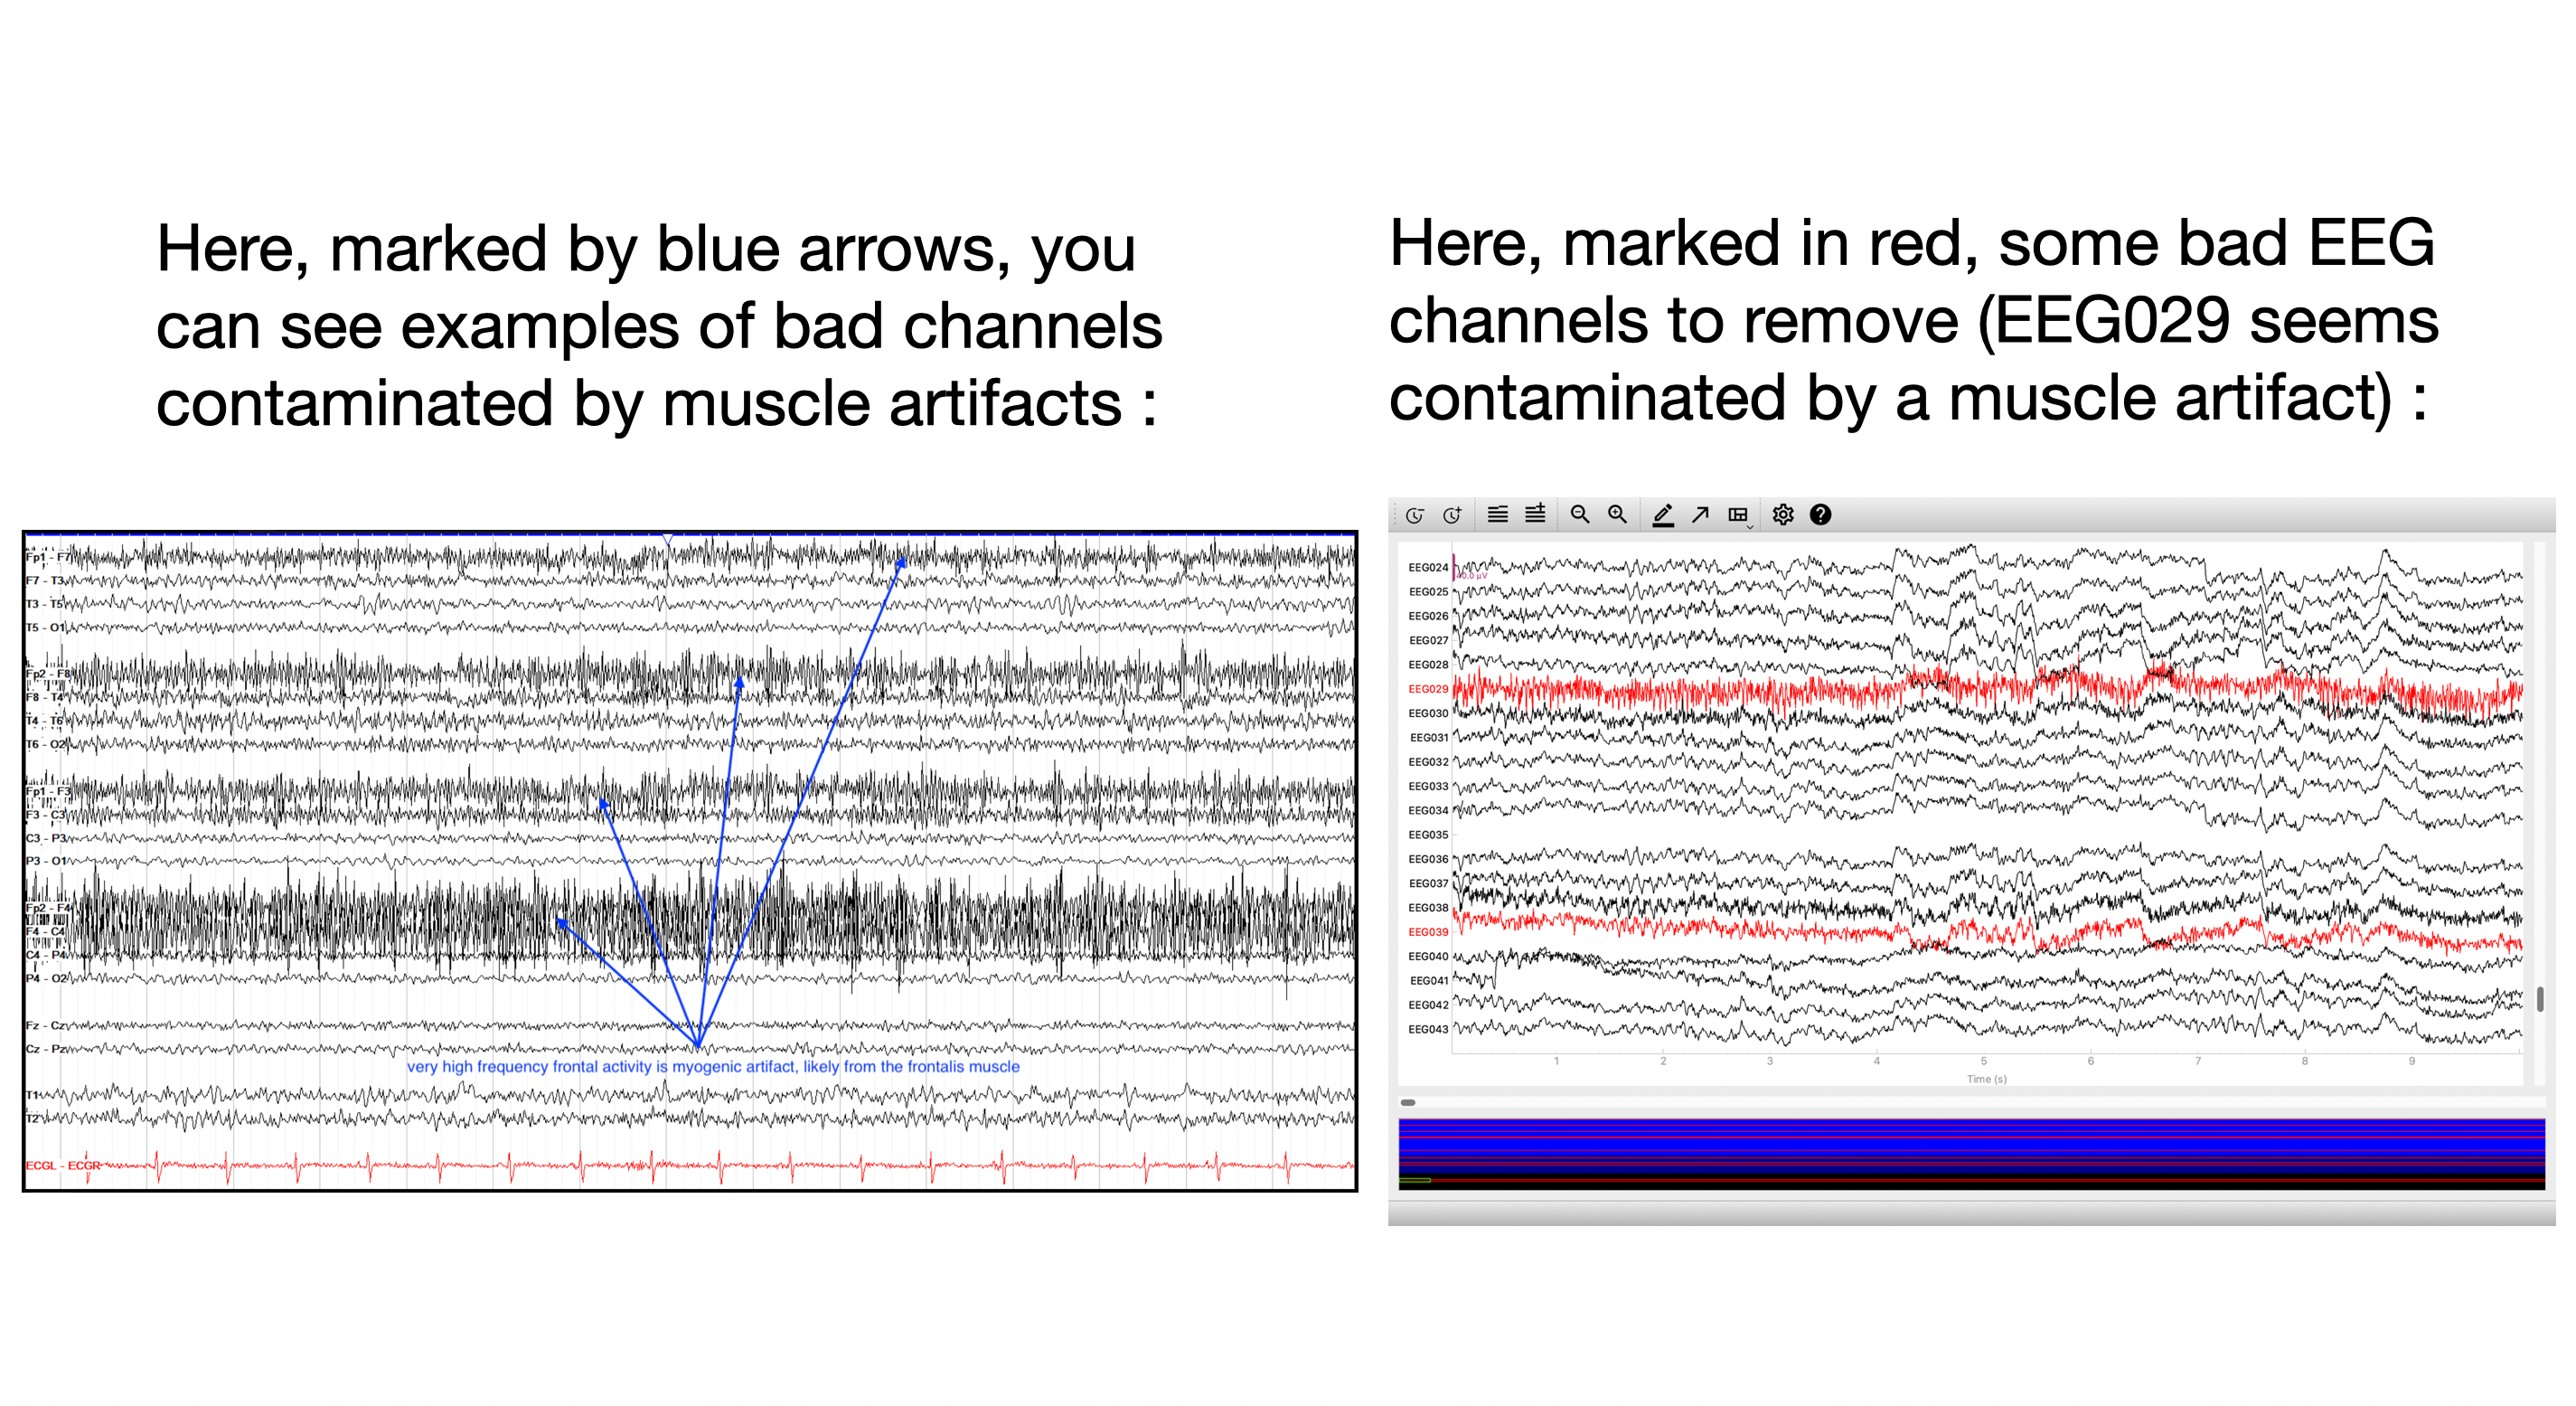 Here, marked by blue arrows, you
can see examples of bad channels
contaminated by muscle artifacts :
Here, marked in red, some bad EEG
channels to remove (EEG029 seems
contaminated by a muscle artifact) :
Fp1 - F7
F7 - T3
T3 - T5
T5 - O1
Fp2 - F8
F8 - T4
T4 - T6
T6 - O2
Fp1 - F3
F3 - C3
C3 - P3
P3 - O1
Fp2 - F4
F4 - C4
C4 - P4
P4 - O2
Fz - Cz
Cz - Pz
very high frequency frontal activity is myogenic artifact, likely from the frontalis muscle
T1
T2
ECGL - ECGR
EEG024
EEG025
EEG026
EEG027
EEG028
EEG029
EEG030
EEG031
EEG032
EEG033
EEG034
EEG035
EEG036
EEG037
EEG038
EEG039
EEG040
EEG041
EEG042
EEG043
1 2 3 4 5 6 7 8 9
Time (s)